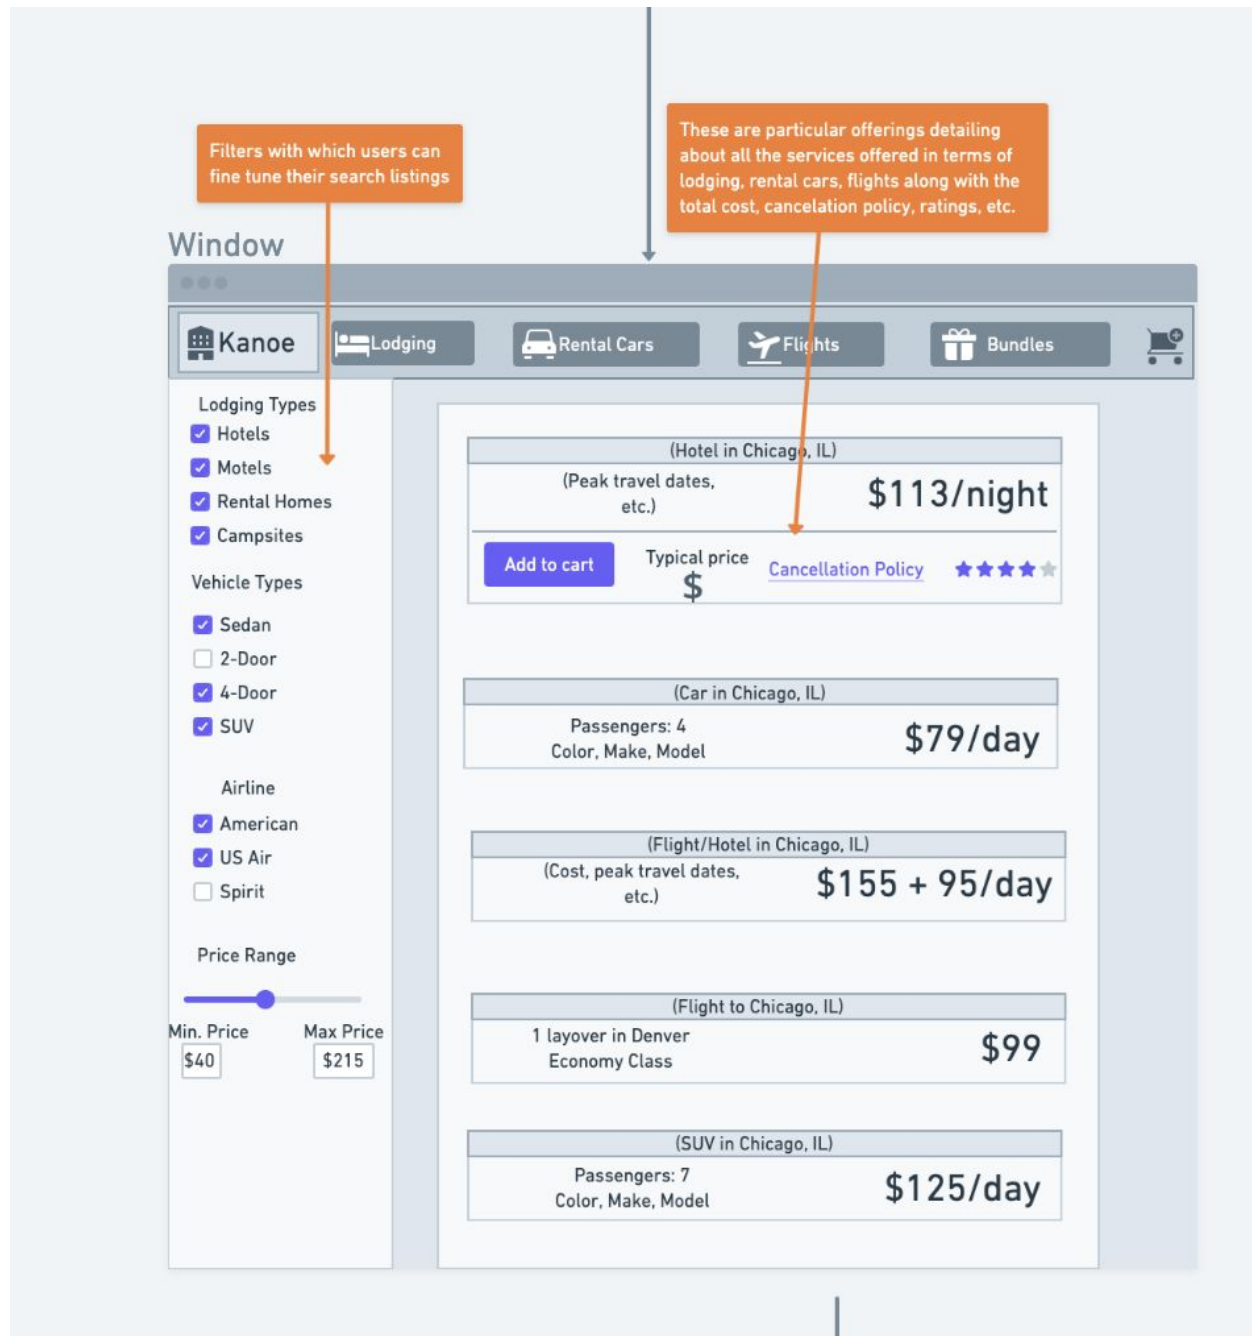 Filters with which users can
fine tune their search listings
These are particular offerings detailing
about all the services offered in terms of
lodging, rental cars, flights along with the
total cost, cancelation policy, ratings, etc.
Window
Kanoe
Lodging
Rental Cars
Flights
Bundles
Lodging Types
Hotels
Motels
Rental Homes
Campsites
Vehicle Types
Sedan
2-Door
4-Door
SUV
Airline
American
US Air
Spirit
Price Range
Min. Price
Max Price
$40
$215
(Hotel in Chicago, IL)
(Peak travel dates,
etc.)
$113/night
Add to cart
Typical price
$
Cancellation Policy
(Car in Chicago, IL)
Passengers: 4
Color, Make, Model
$79/day
(Flight/Hotel in Chicago, IL)
(Cost, peak travel dates,
etc.)
$155 + 95/day
(Flight to Chicago, IL)
1 layover in Denver
Economy Class
$99
(SUV in Chicago, IL)
Passengers: 7
Color, Make, Model
$125/day